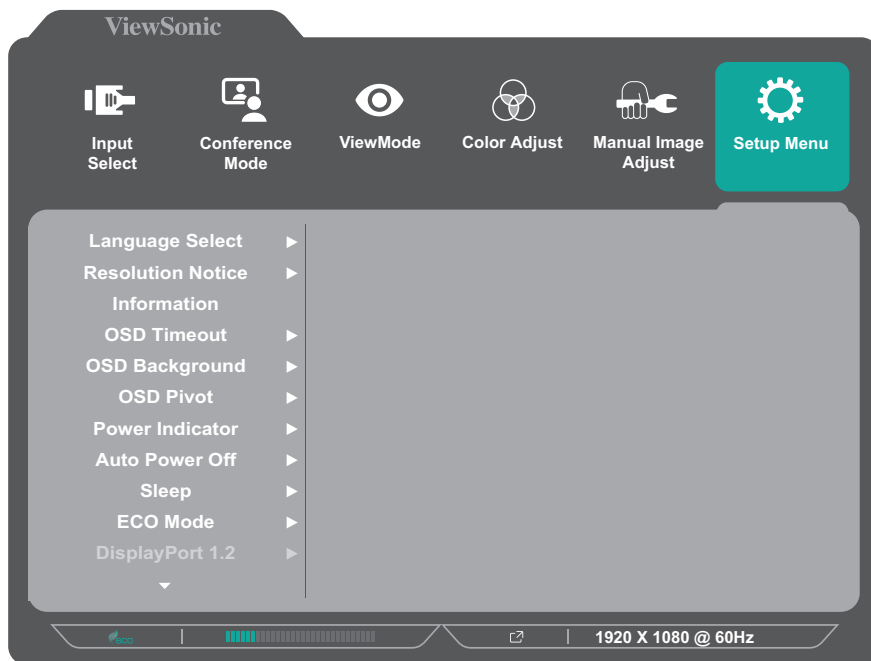 ViewSonic
Input
Select
Conference
Mode
ViewMode
Color Adjust
Manual Image
Adjust
Setup Menu
Language Select
Resolution Notice
Information
OSD Timeout
OSD Background
OSD Pivot
Power Indicator
Auto Power Off
Sleep
ECO Mode
DisplayPort 1.2
eco
1920 X 1080 @ 60Hz